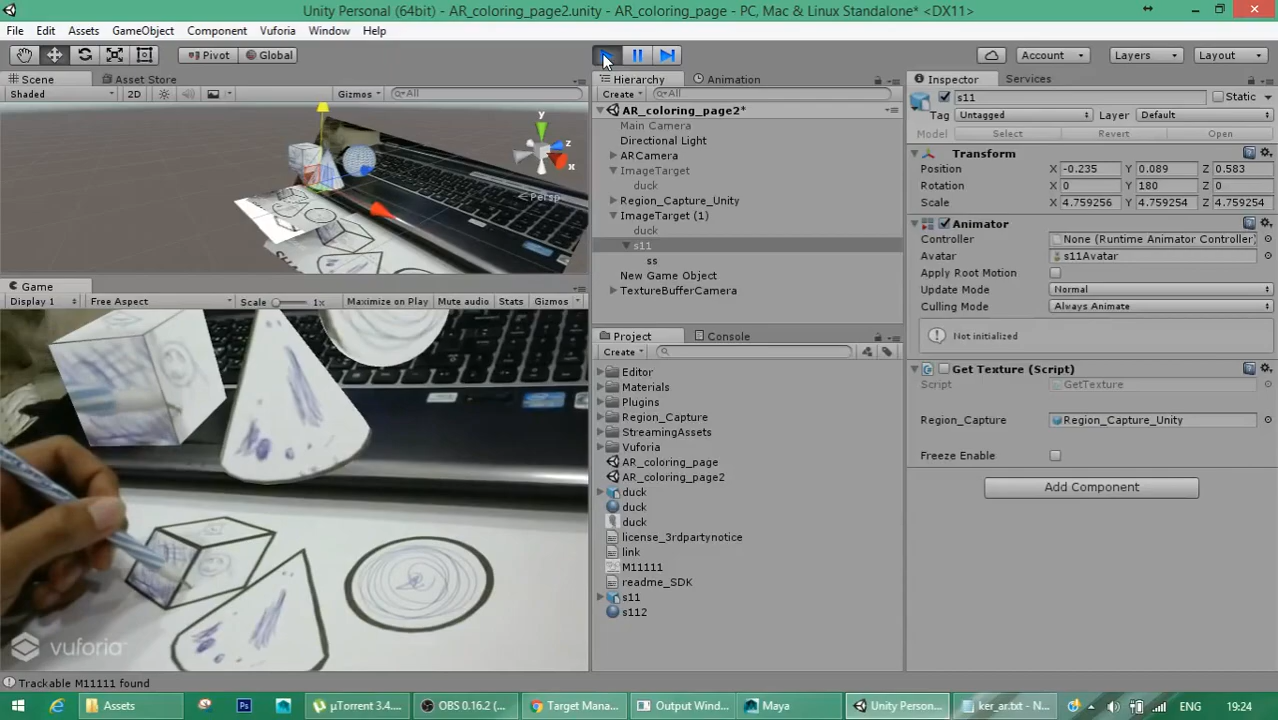 Unity Personal (64bit) - AR_coloring_page2.unity - AR_coloring_page - PC, Mac & Linux Standalone* <DX11>
File Edit Assets GameObject Component Vuforia Window Help
Pivot Global Account Layers Layout
Scene Asset Store
Shaded 2D Gizmos All
y
z
x
Persp
Game
Display 1 Free Aspect Scale 1x Maximize on Play Mute audio Stats Gizmos
vuforia™
Hierarchy Animation
Create All
AR_coloring_page2*
Main Camera
Directional Light
ARCamera
ImageTarget
duck
Region_Capture_Unity
ImageTarget (1)
duck
s11
ss
New Game Object
TextureBufferCamera
Project Console
Create
Editor
Materials
Plugins
Region_Capture
StreamingAssets
Vuforia
AR_coloring_page
AR_coloring_page2
duck
duck
duck
license_3rdpartynotice
link
M11111
readme_SDK
s11
s112
Inspector Services
s11 Static
Tag Untagged Layer Default
Model Select Revert Open
Transform
Position X -0.235 Y 0.089 Z 0.583
Rotation X 0 Y 180 Z 0
Scale X 4.759256 Y 4.759254 Z 4.759254
Animator
Controller None (Runtime Animator Controller)
Avatar s11Avatar
Apply Root Motion
Update Mode Normal
Culling Mode Always Animate
Not initialized
Get Texture (Script)
Script GetTexture
Region_Capture Region_Capture_Unity
Freeze Enable
Add Component
Trackable M11111 found
Assets µTorrent 3.4.... OBS 0.16.2 (... Target Mana... Output Wind... Maya Unity Person... ker_ar.txt - N... ENG 19:24